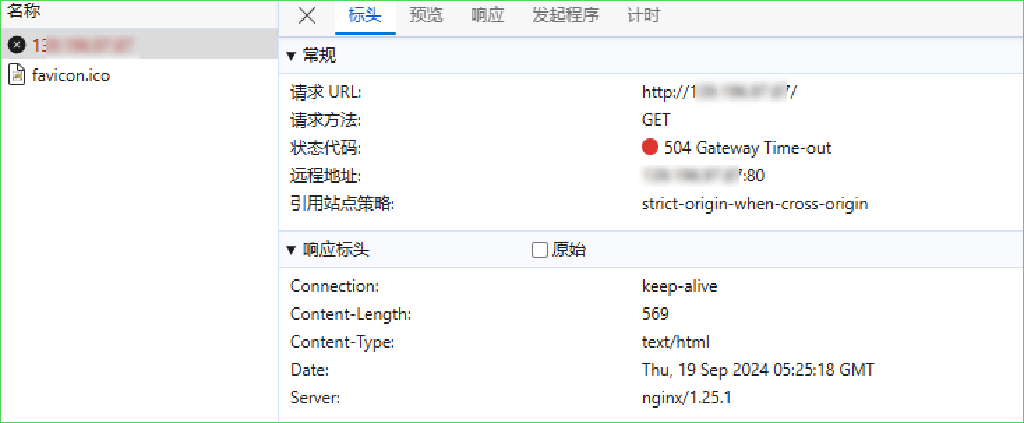 名称
标头 预览 响应 发起程序 计时
favicon.ico
常规
请求 URL: http://1 /
请求方法: GET
状态代码: 504 Gateway Time-out
远程地址: :80
引用站点策略: strict-origin-when-cross-origin
响应标头 原始
Connection: keep-alive
Content-Length: 569
Content-Type: text/html
Date: Thu, 19 Sep 2024 05:25:18 GMT
Server: nginx/1.25.1